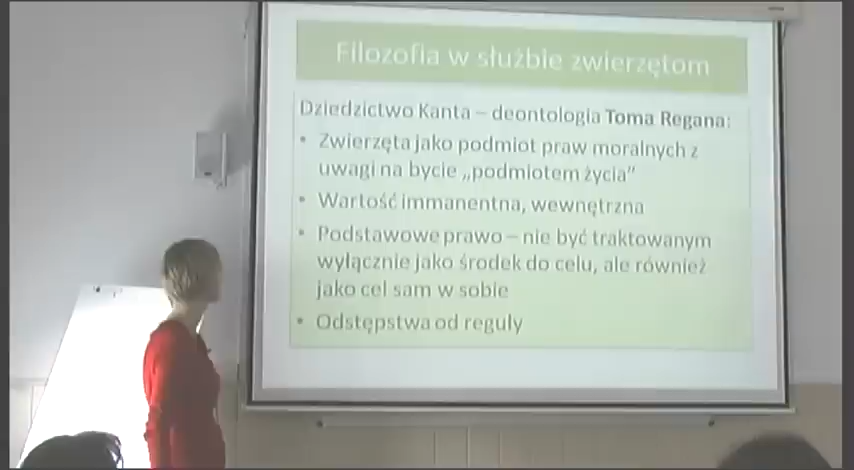 Filozofia w służbie zwierzętom
Dziedzictwo Kanta – deontologia Toma Regana:
• Zwierzęta jako podmiot praw moralnych z
uwagi na bycie „podmiotem życia”
• Wartość immanentna, wewnętrzna
• Podstawowe prawo – nie być traktowanym
wyłącznie jako środek do celu, ale również
jako cel sam w sobie
• Odstępstwa od reguły